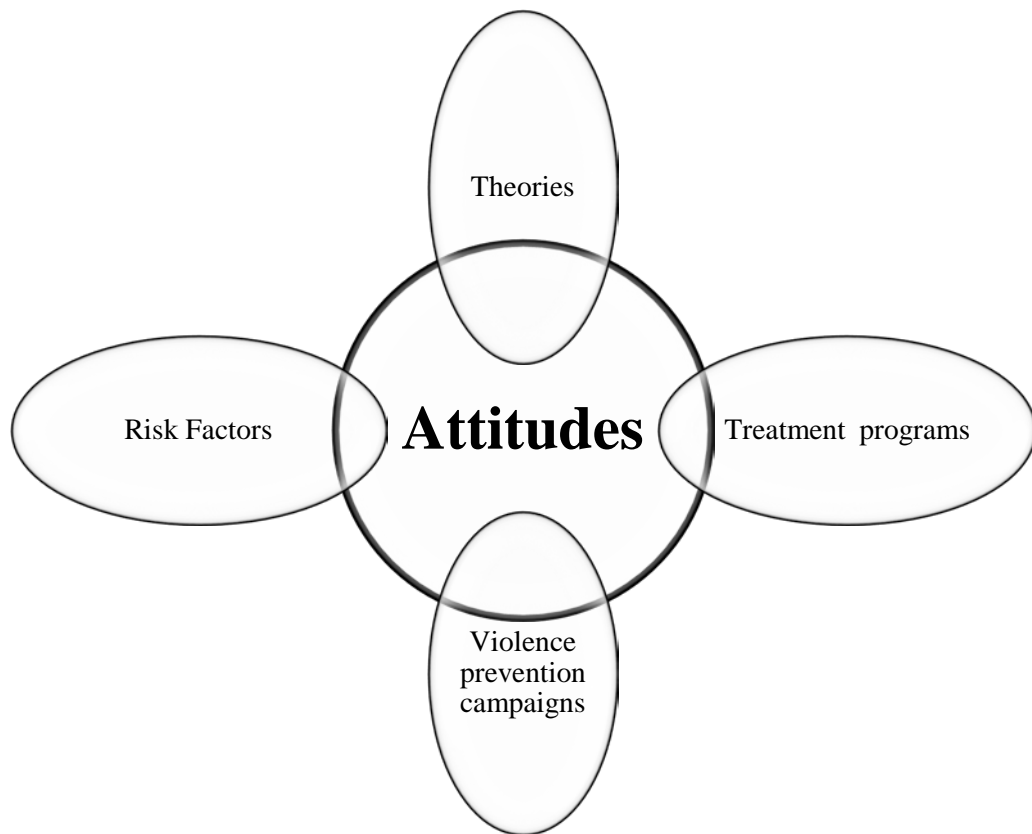 Theories
Risk Factors
Attitudes
Treatment programs
Violence
prevention
campaigns